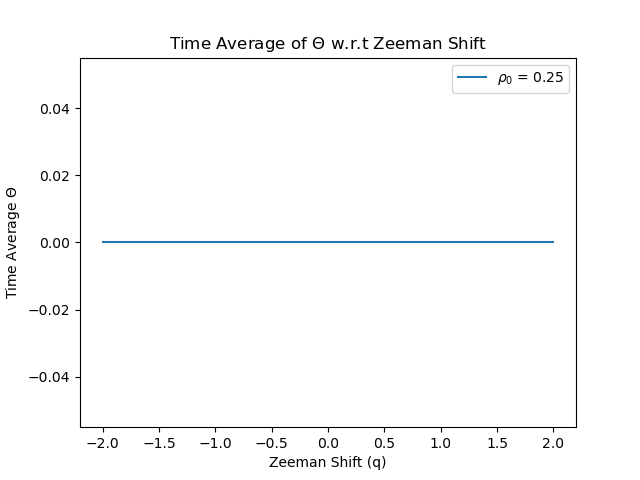 Time Average of Θ w.r.t Zeeman Shift
ρ₀ = 0.25
0.04
0.02
0.00
−0.02
−0.04
Time Average Θ
−2.0 −1.5 −1.0 −0.5 0.0 0.5 1.0 1.5 2.0
Zeeman Shift (q)